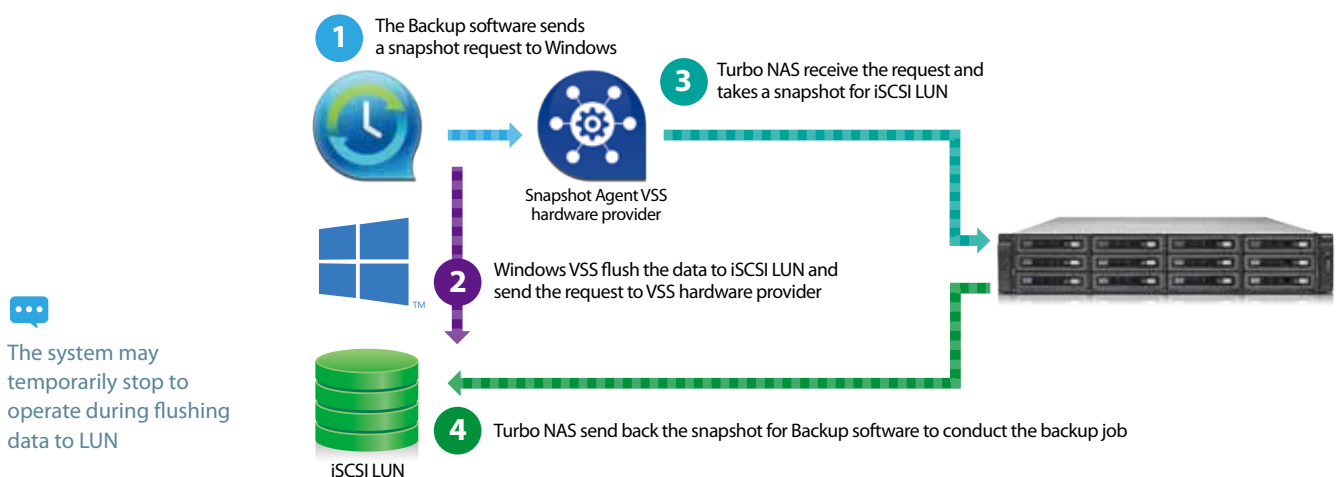 1
The Backup software sends
a snapshot request to Windows
3
Turbo NAS receive the request and
takes a snapshot for iSCSI LUN
Snapshot Agent VSS
hardware provider
TM
2
Windows VSS flush the data to iSCSI LUN and
send the request to VSS hardware provider
The system may
temporarily stop to
operate during flushing
data to LUN
4
Turbo NAS send back the snapshot for Backup software to conduct the backup job
iSCSI LUN